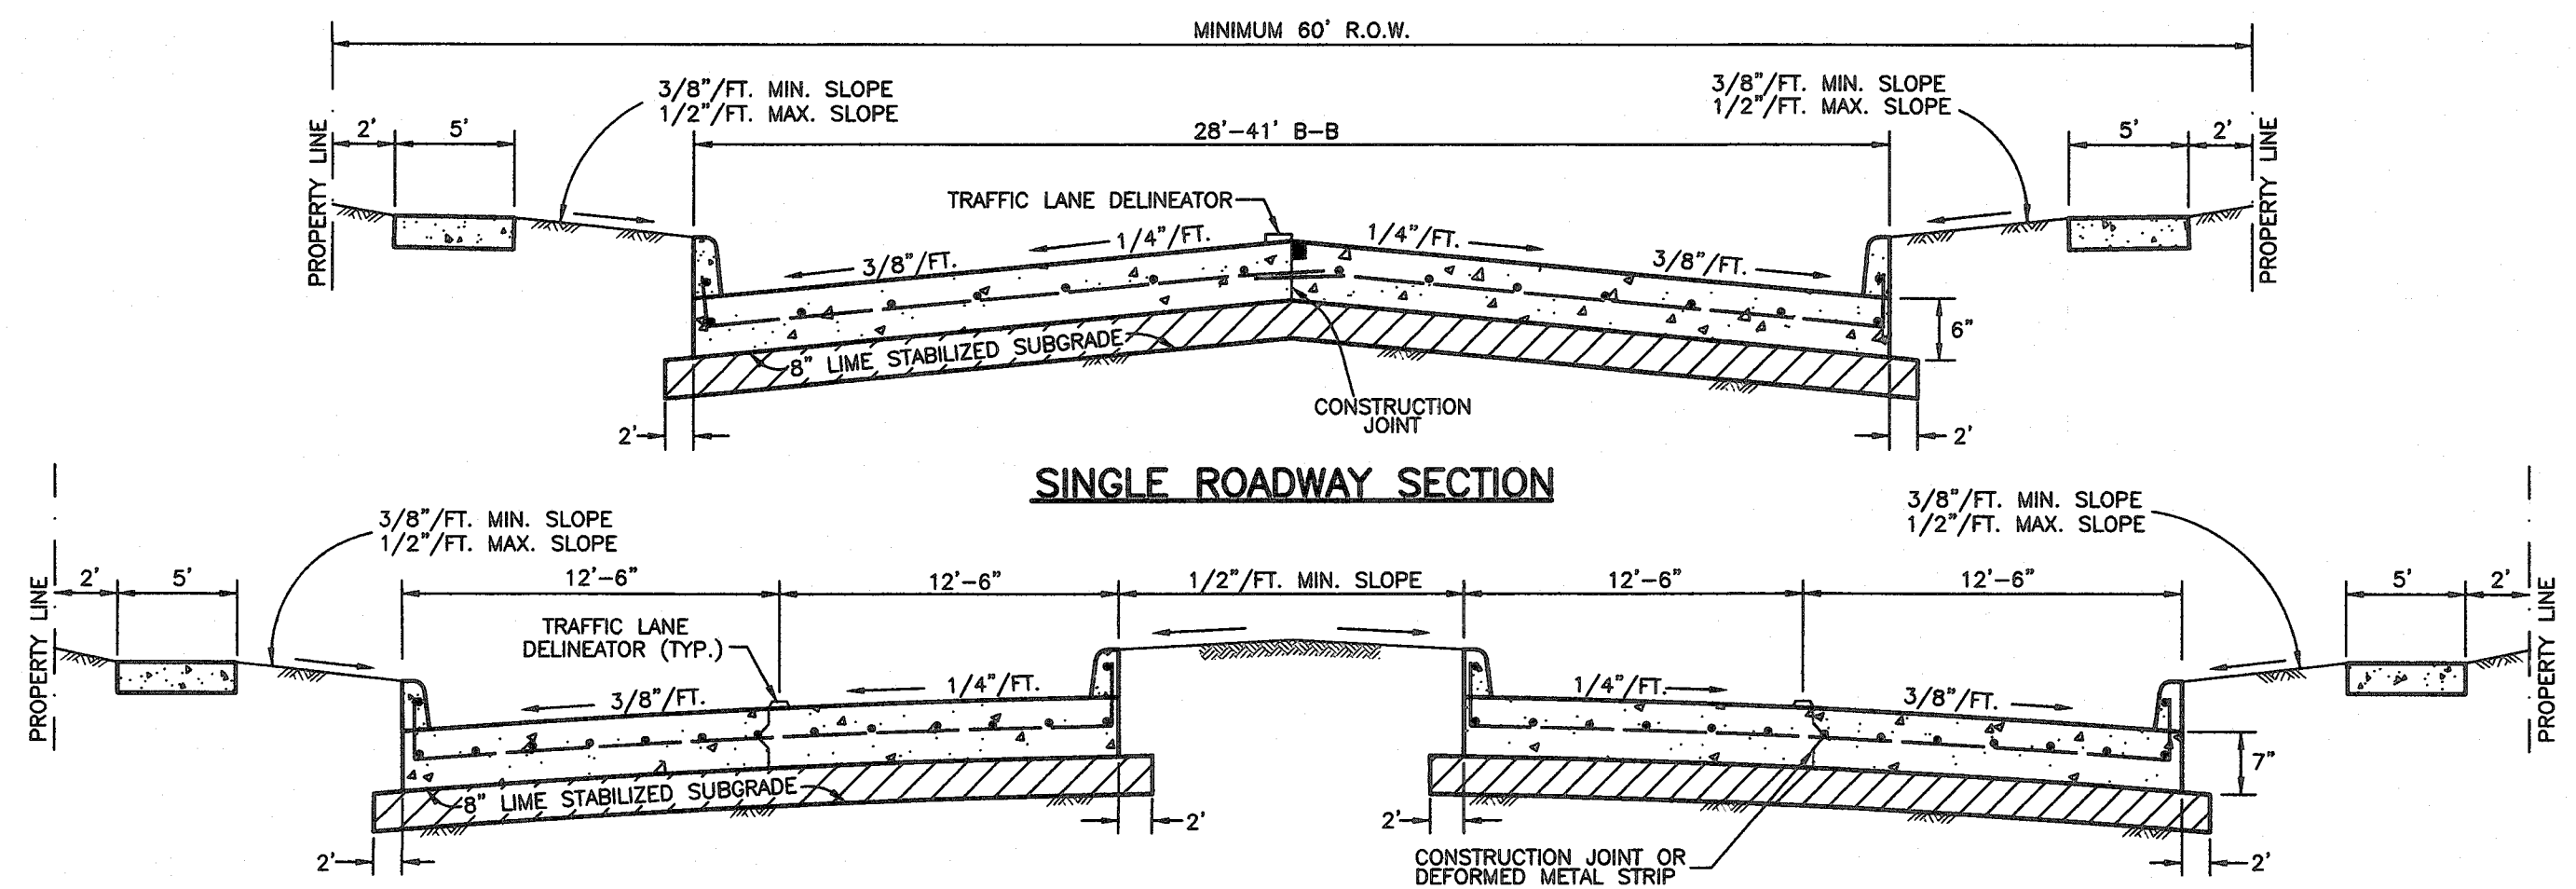 MINIMUM 60' R.O.W.
3/8"/FT. MIN. SLOPE
1/2"/FT. MAX. SLOPE
3/8"/FT. MIN. SLOPE
1/2"/FT. MAX. SLOPE
PROPERTY LINE
2'
5'
28'-41' B-B
5'
2'
PROPERTY LINE
TRAFFIC LANE DELINEATOR
3/8"/FT.
1/4"/FT.
1/4"/FT.
3/8"/FT.
6"
8" LIME STABILIZED SUBGRADE
CONSTRUCTION
JOINT
2'
2'
SINGLE ROADWAY SECTION
3/8"/FT. MIN. SLOPE
1/2"/FT. MAX. SLOPE
3/8"/FT. MIN. SLOPE
1/2"/FT. MAX. SLOPE
PROPERTY LINE
2'
5'
12'-6"
12'-6"
1/2"/FT. MIN. SLOPE
12'-6"
12'-6"
5'
2'
PROPERTY LINE
TRAFFIC LANE
DELINEATOR (TYP.)
3/8"/FT.
1/4"/FT.
1/4"/FT.
3/8"/FT.
7"
8" LIME STABILIZED SUBGRADE
2'
2'
2'
2'
CONSTRUCTION JOINT OR
DEFORMED METAL STRIP